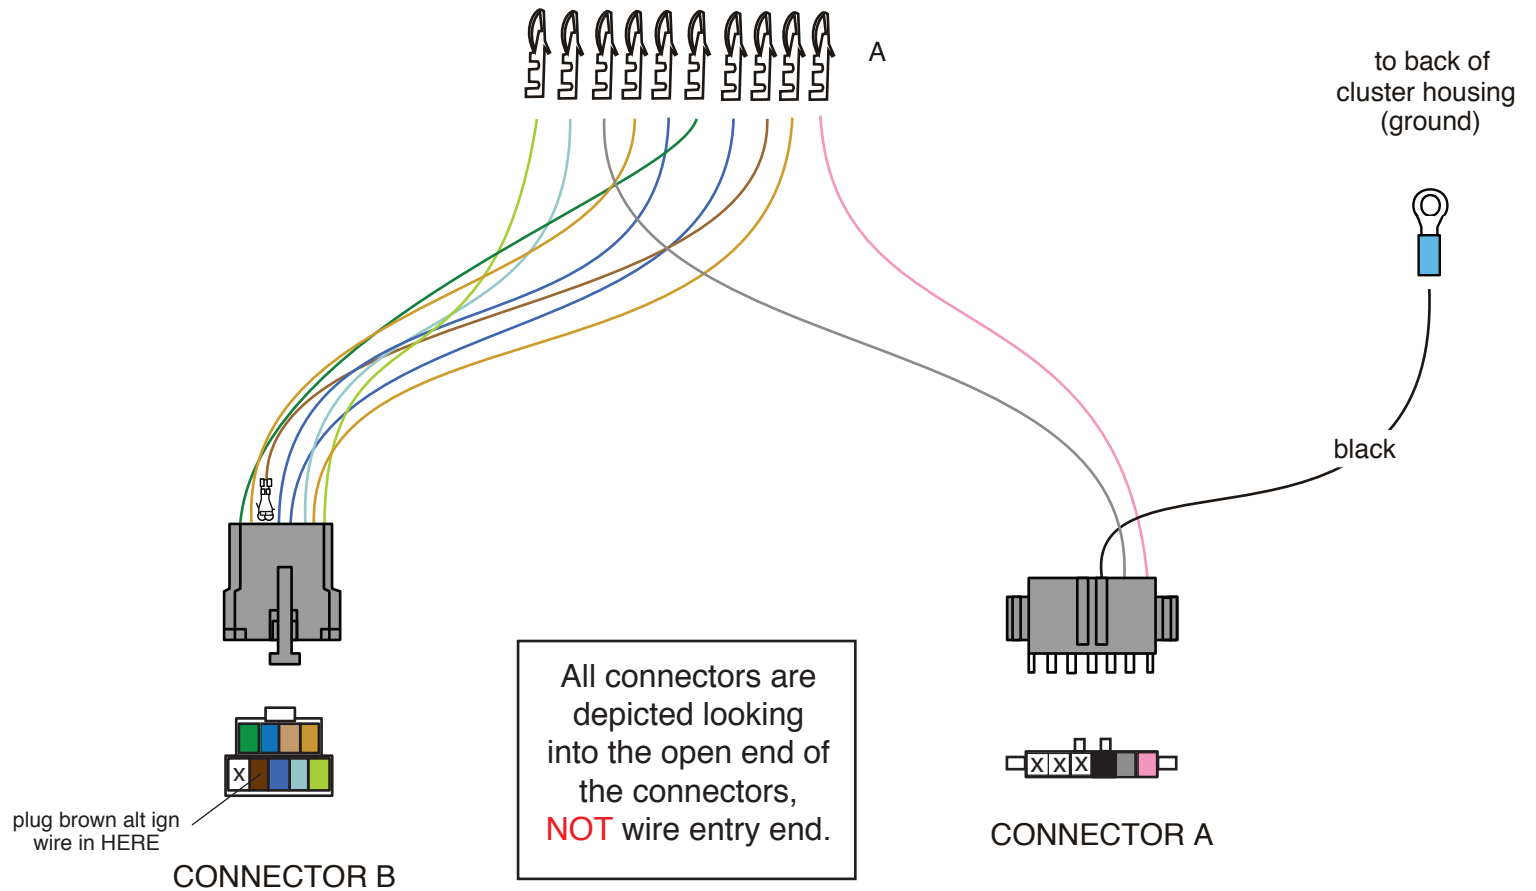 A
to back of
cluster housing
(ground)
black
All connectors are
depicted looking
into the open end of
the connectors,
NOT wire entry end.
X
X X X
plug brown alt ign
wire in HERE
CONNECTOR B
CONNECTOR A